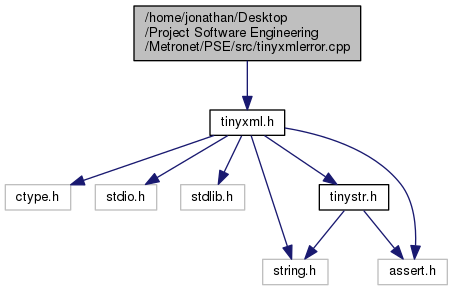 /home/jonathan/Desktop
/Project Software Engineering
/Metronet/PSE/src/tinyxmlerror.cpp
tinyxml.h
ctype.h
stdio.h
stdlib.h
tinystr.h
string.h
assert.h